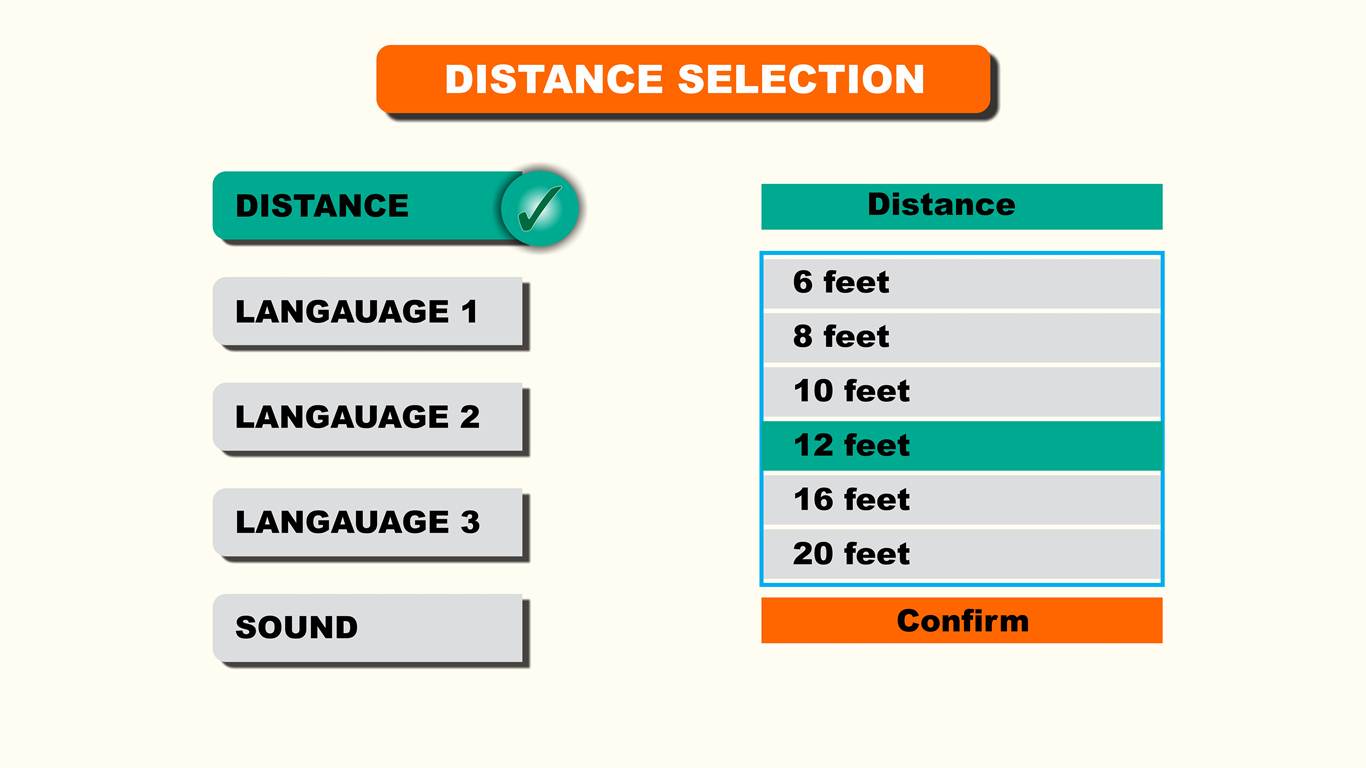 DISTANCE SELECTION
DISTANCE
LANGAUAGE 1
LANGAUAGE 2
LANGAUAGE 3
SOUND
Distance
6 feet
8 feet
10 feet
12 feet
16 feet
20 feet
Confirm